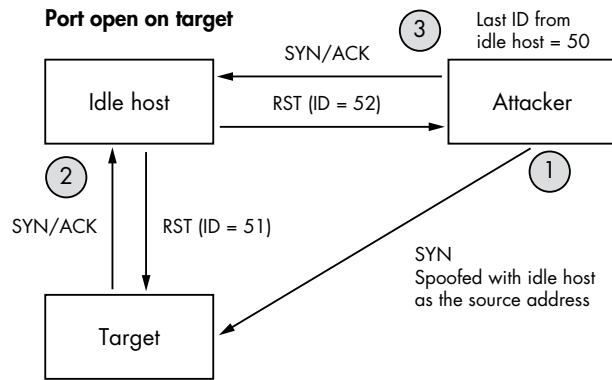 Port open on target
3
Last ID from
idle host = 50
SYN/ACK
Idle host
RST (ID = 52)
Attacker
2
1
SYN/ACK
RST (ID = 51)
SYN
Spoofed with idle host
as the source address
Target